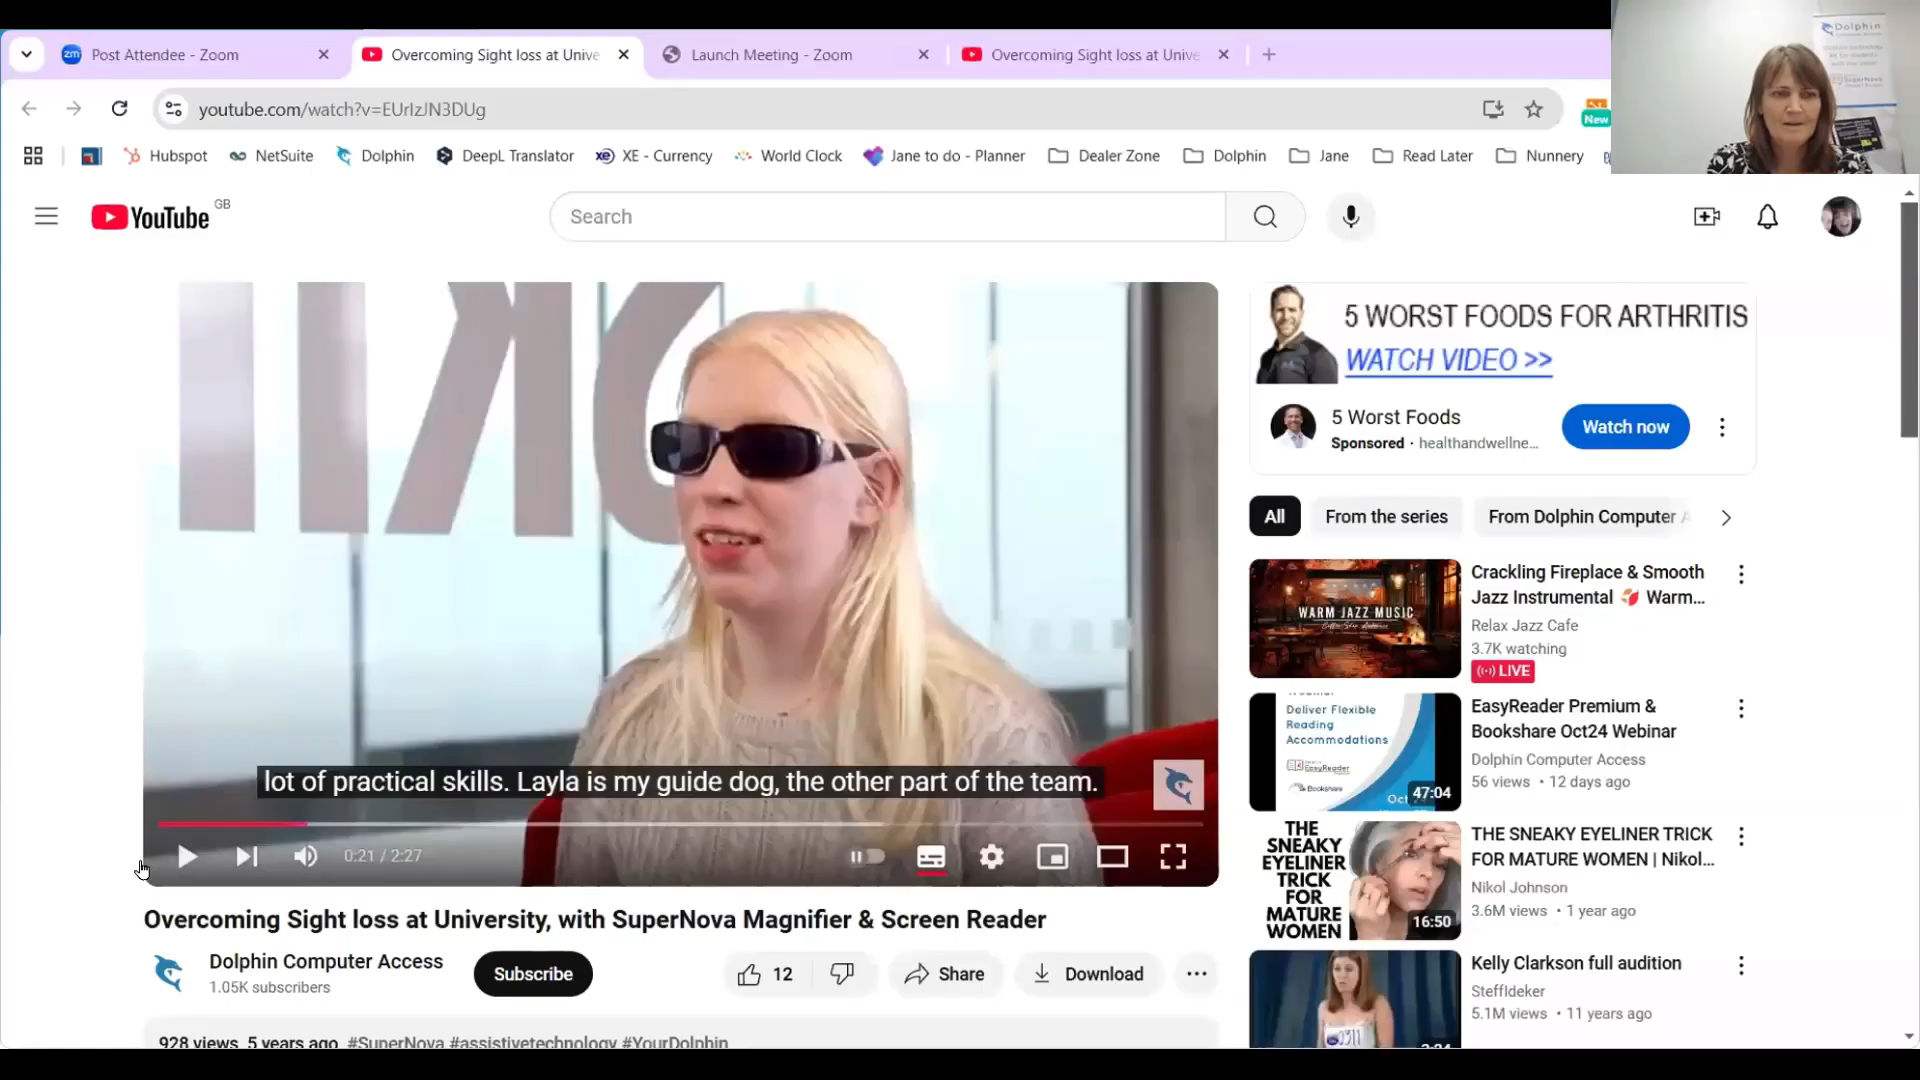 Post Attendee - Zoom
Overcoming Sight loss at Unive
Launch Meeting - Zoom
Overcoming Sight loss at Unive
Dolphin
youtube.com/watch?v=EUrIzJN3DUg
New
Hubspot
NetSuite
Dolphin
DeepL Translator
XE - Currency
World Clock
Jane to do - Planner
Dealer Zone
Dolphin
Jane
Read Later
Nunnery
YouTube GB
Search
5 WORST FOODS FOR ARTHRITIS
WATCH VIDEO >>
5 Worst Foods
Sponsored · healthandwellne...
Watch now
All
From the series
From Dolphin Computer A
WARM JAZZ MUSIC
Crackling Fireplace & Smooth
Jazz Instrumental 🍂 Warm...
Relax Jazz Cafe
3.7K watching
LIVE
Deliver Flexible
Reading
Accommodations
EasyReader
Bookshare
47:04
EasyReader Premium &
Bookshare Oct24 Webinar
Dolphin Computer Access
56 views • 12 days ago
lot of practical skills. Layla is my guide dog, the other part of the team.
0:21 / 2:27
THE
SNEAKY
EYELINER
TRICK
FOR
MATURE
WOMEN
16:50
THE SNEAKY EYELINER TRICK
FOR MATURE WOMEN | Nikol...
Nikol Johnson
3.6M views • 1 year ago
Overcoming Sight loss at University, with SuperNova Magnifier & Screen Reader
Dolphin Computer Access
1.05K subscribers
Subscribe
12
Share
Download
Kelly Clarkson full audition
SteffIdeker
5.1M views • 11 years ago
928 views 5 years ago #SuperNova #assistivetechnology #YourDolphin